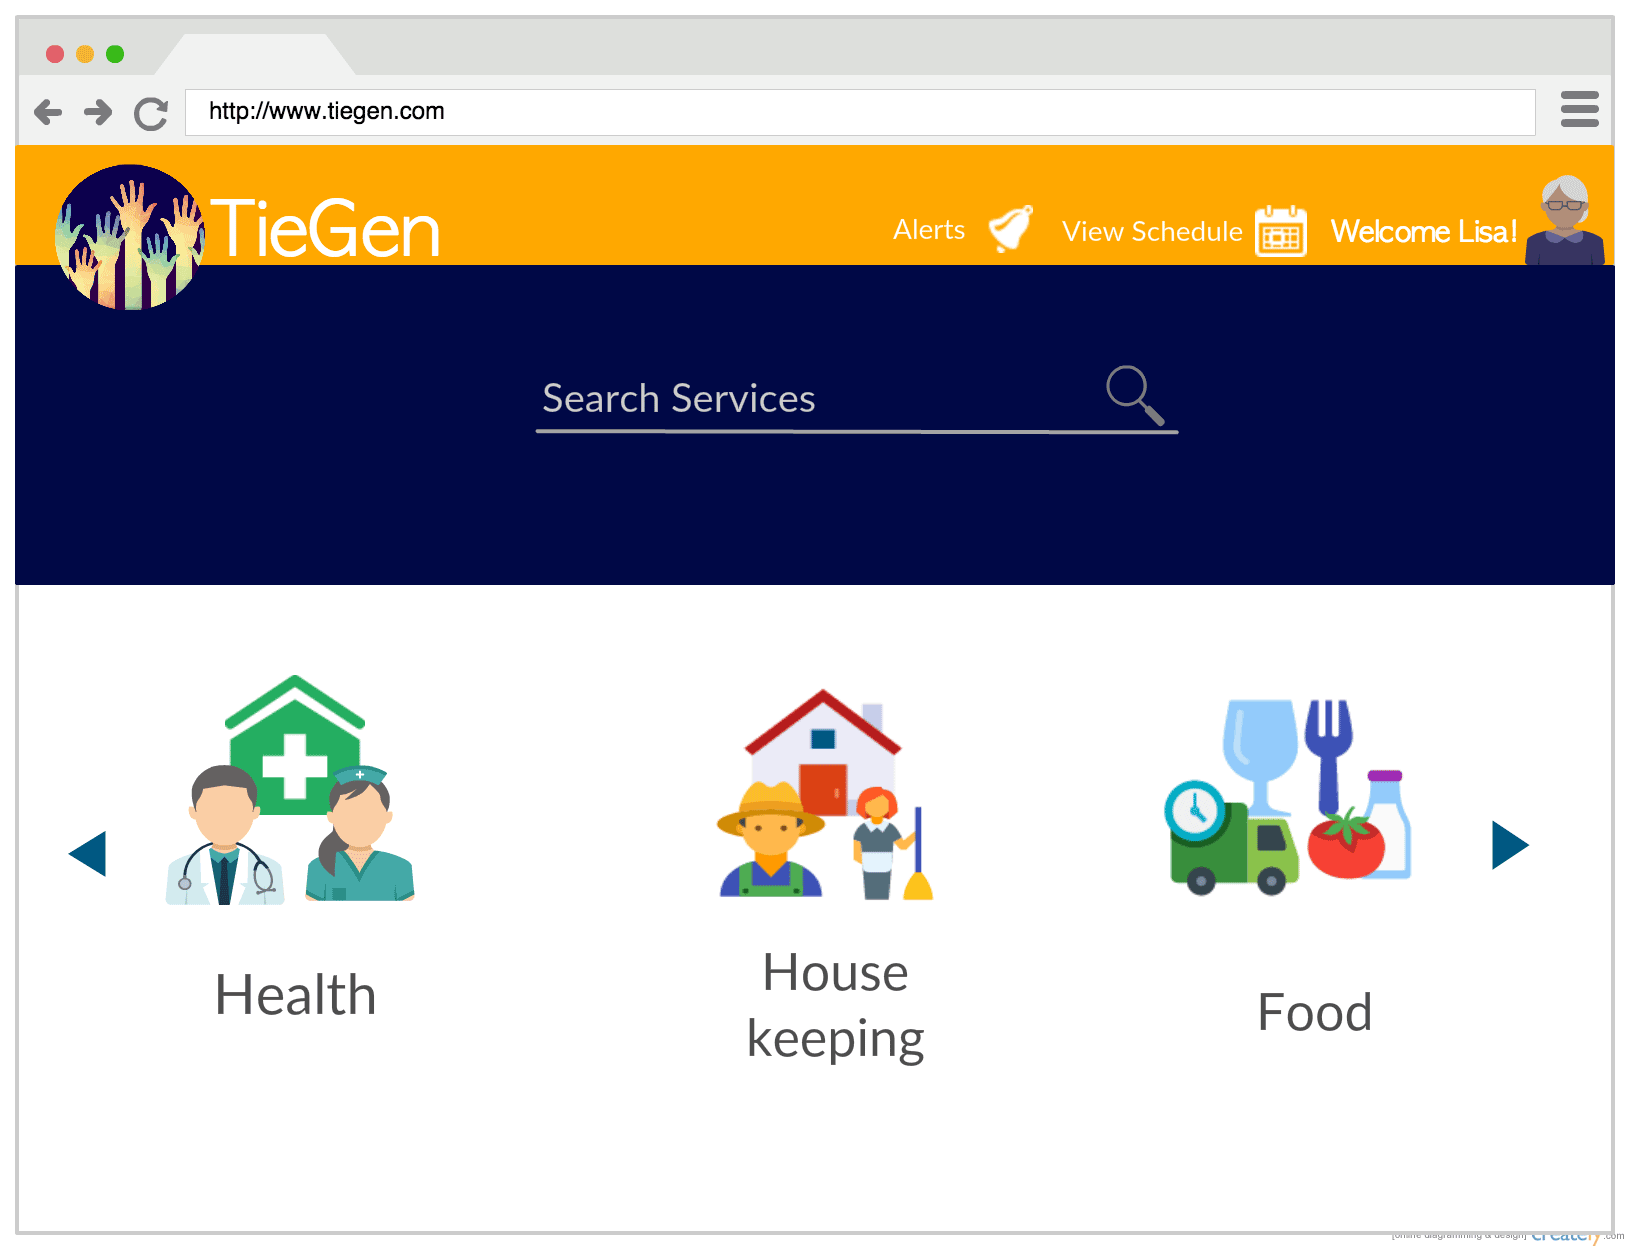 http://www.tiegen.com
TieGen
Alerts
View Schedule
Welcome Lisa!
Search Services
Health
House
keeping
Food
[online diagramming & design] creately.com